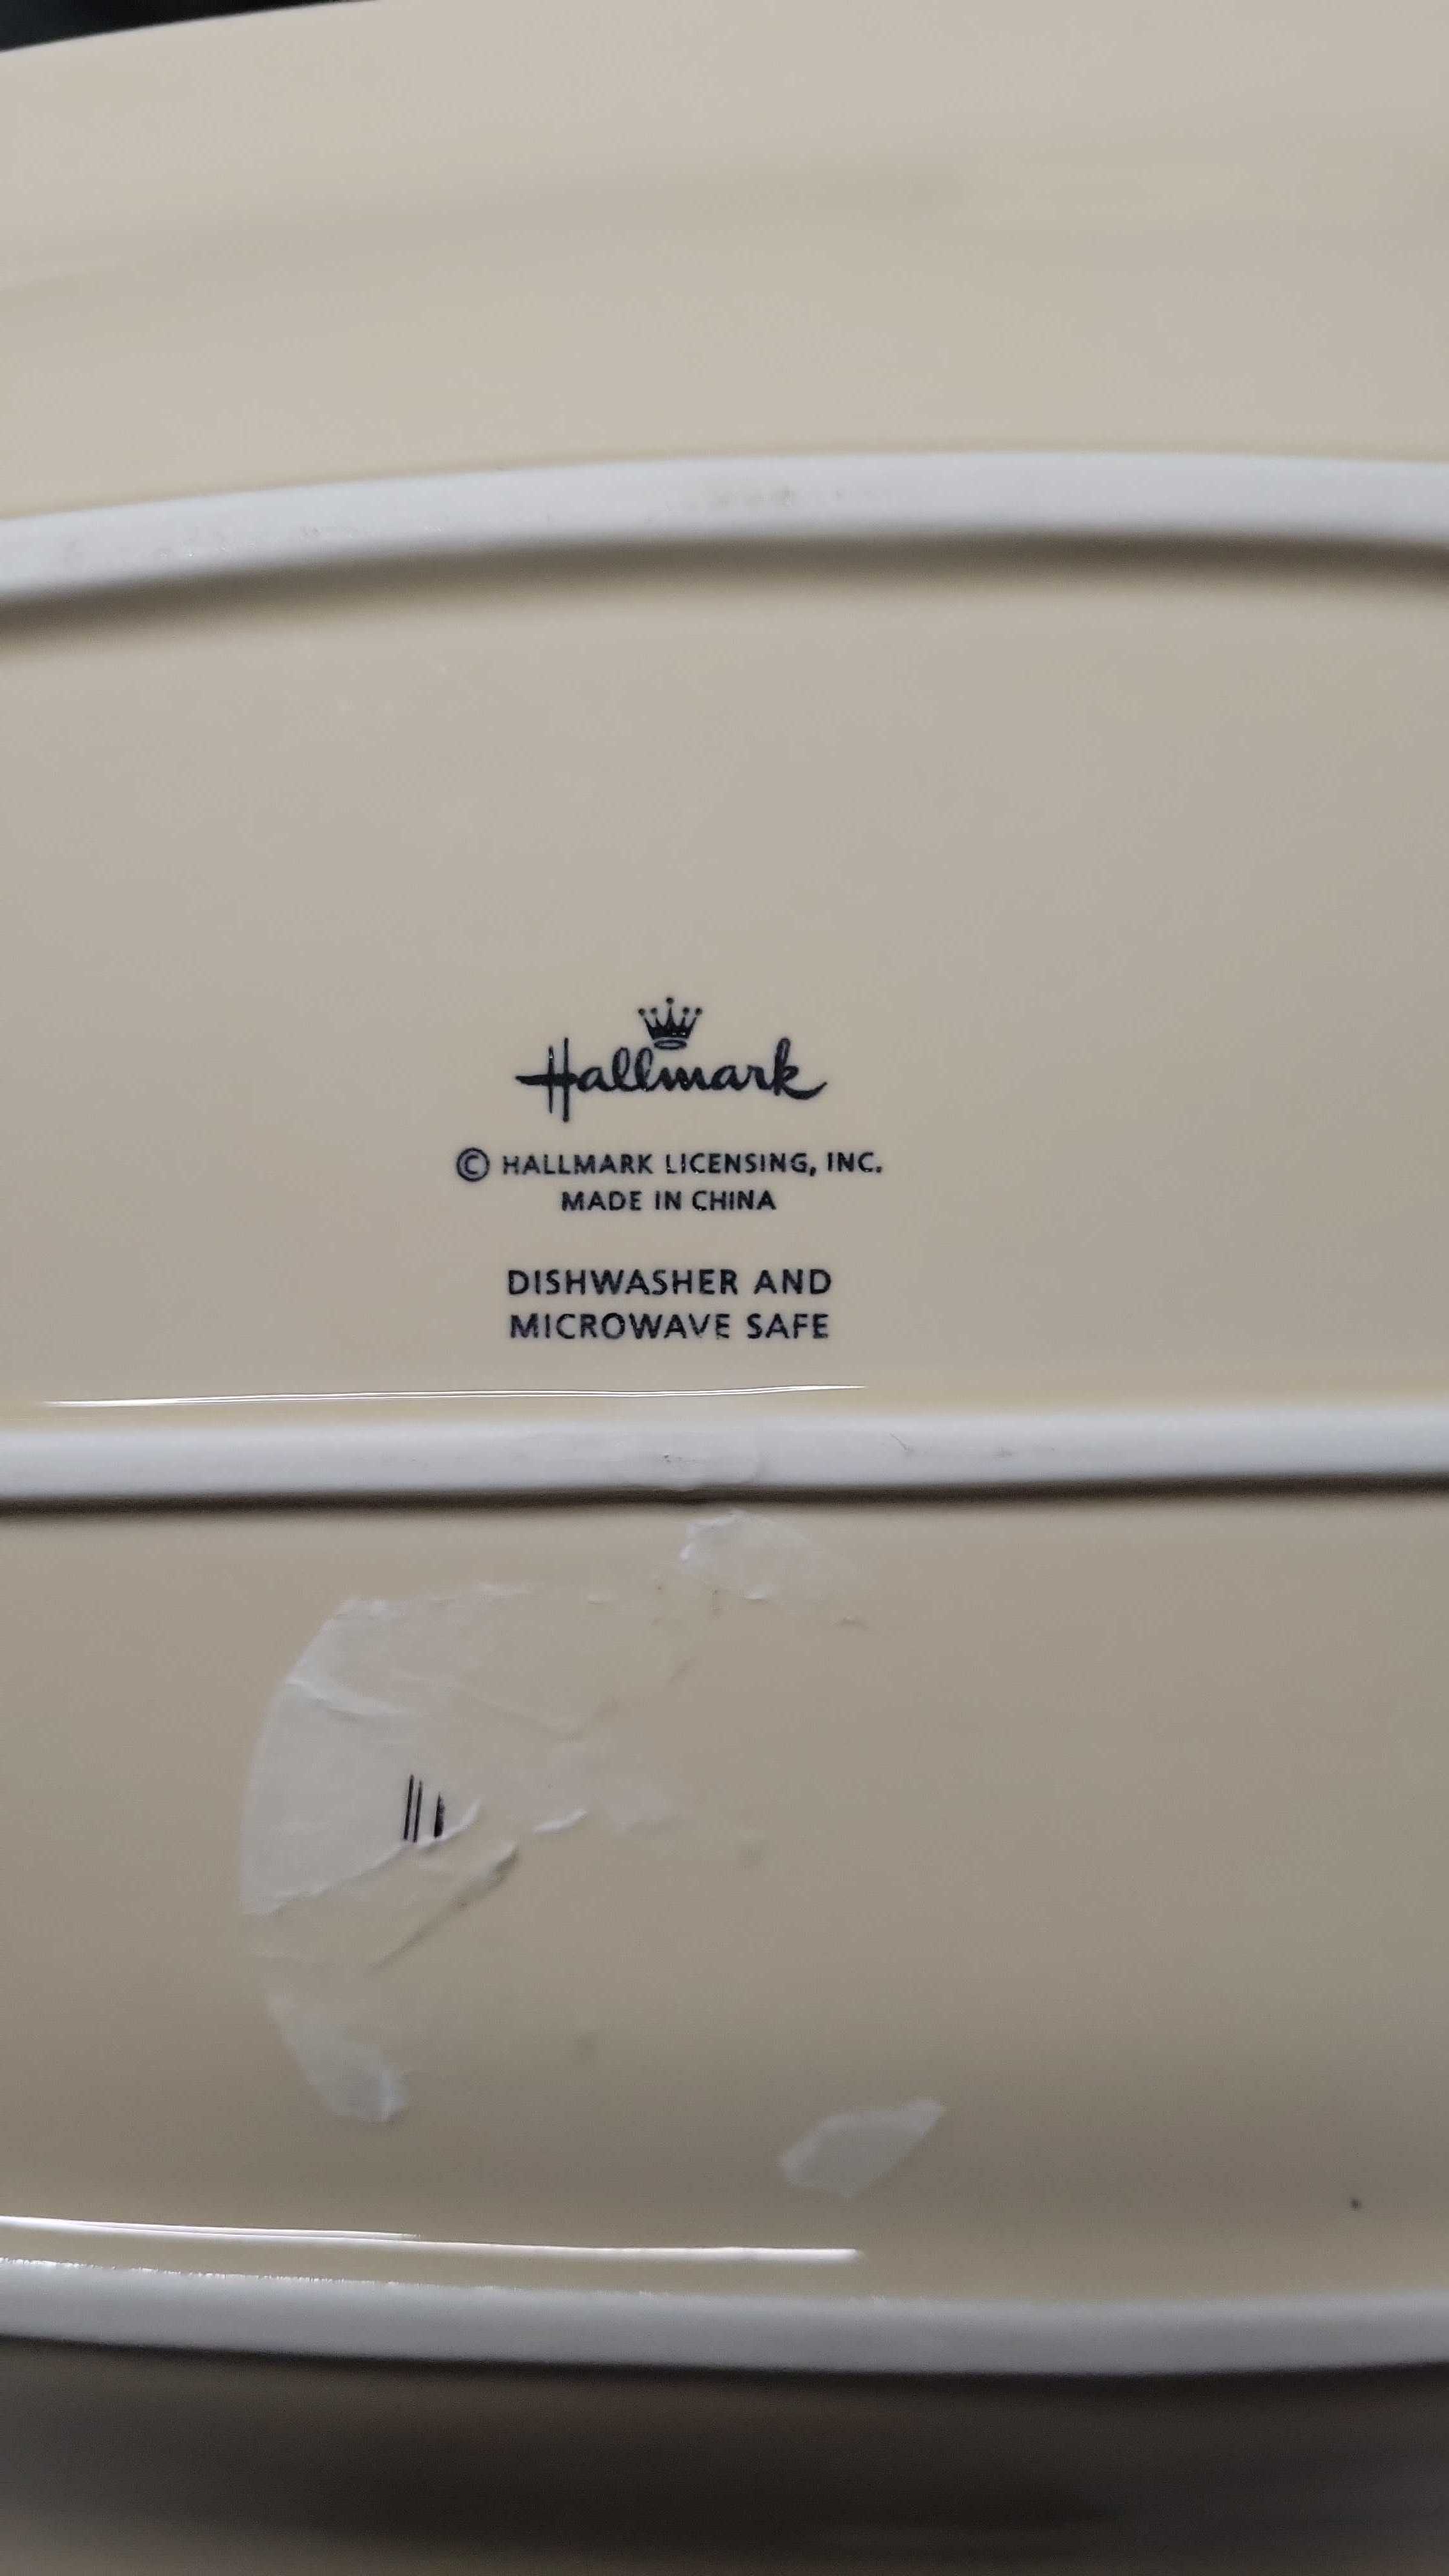 Hallmark
© HALLMARK LICENSING, INC.
MADE IN CHINA
DISHWASHER AND
MICROWAVE SAFE